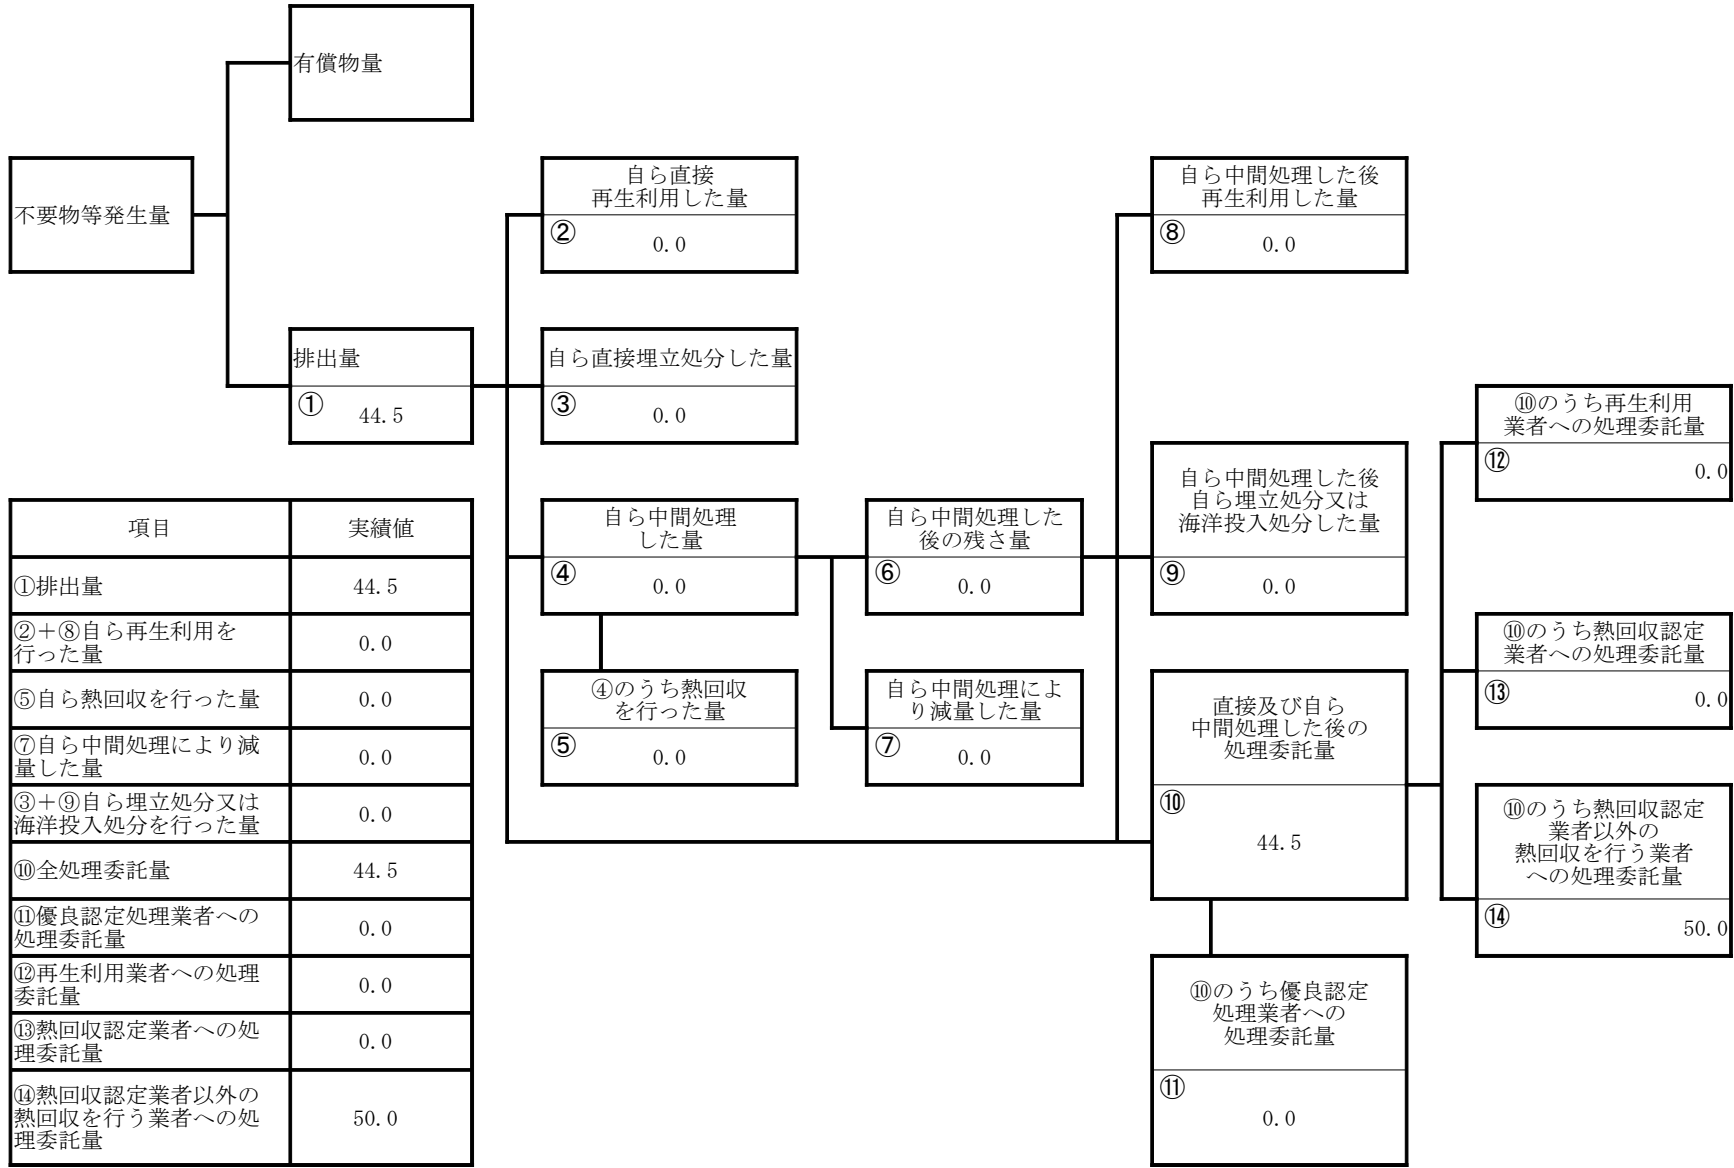 有償物量
不要物等発生量
自ら直接
再生利用した量
②
0.0
自ら中間処理した後
再生利用した量
⑧
0.0
排出量
①
44.5
自ら直接埋立処分した量
③
0.0
⑩のうち再生利用
業者への処理委託量
⑫
0.0
自ら中間処理した後
自ら埋立処分又は
海洋投入処分した量
⑨
0.0
自ら中間処理
した量
④
0.0
自ら中間処理した
後の残さ量
⑥
0.0
⑩のうち熱回収認定
業者への処理委託量
⑬
0.0
④のうち熱回収
を行った量
⑤
0.0
自ら中間処理によ
り減量した量
⑦
0.0
直接及び自ら
中間処理した後の
処理委託量
⑩
44.5
⑩のうち熱回収認定
業者以外の
熱回収を行う業者
への処理委託量
⑭
50.0
⑩のうち優良認定
処理業者への
処理委託量
⑪
0.0
項目 実績値
①排出量 44.5
②+⑧自ら再生利用を
行った量 0.0
⑤自ら熱回収を行った量 0.0
⑦自ら中間処理により減
量した量 0.0
③+⑨自ら埋立処分又は
海洋投入処分を行った量 0.0
⑩全処理委託量 44.5
⑪優良認定処理業者への
処理委託量 0.0
⑫再生利用業者への処理
委託量 0.0
⑬熱回収認定業者への処
理委託量 0.0
⑭熱回収認定業者以外の
熱回収を行う業者への処
理委託量 50.0